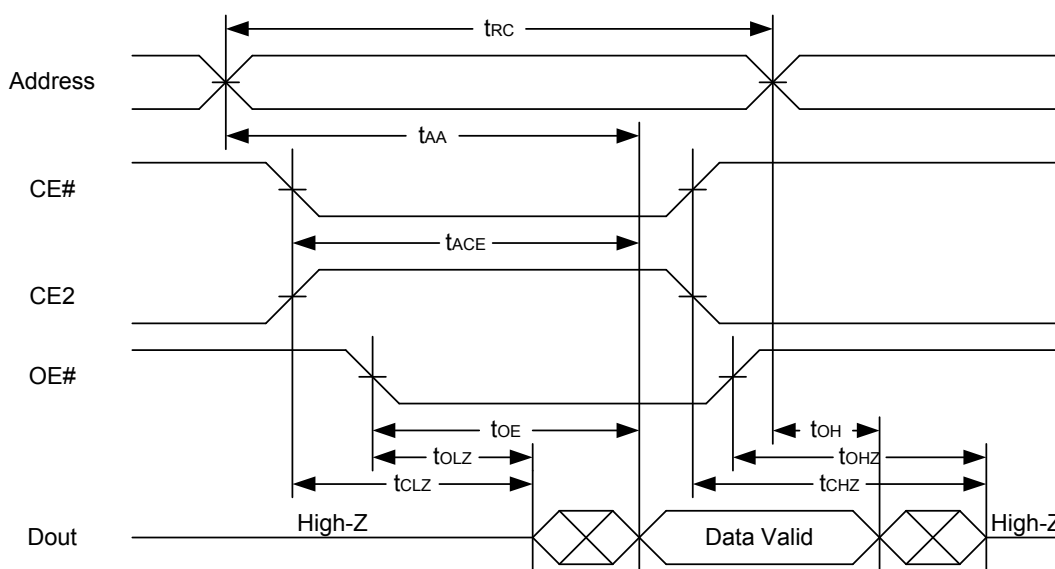 tRC
Address
tAA
CE#
tACE
CE2
OE#
tOE
tOH
tOLZ
tOHZ
tCLZ
tCHZ
High-Z
High-Z
Dout
Data Valid